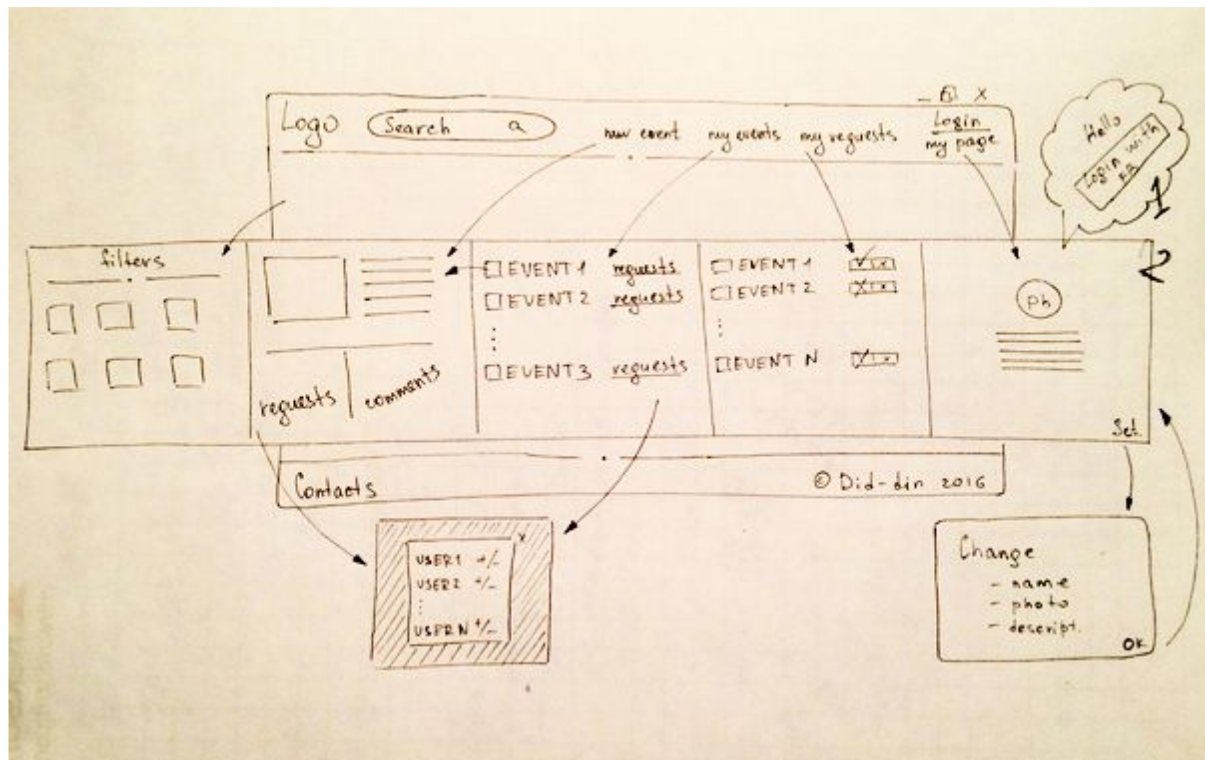 Logo
Search
new event
my events
my requests
Login
my page
Hello
Login with
1
2
filters
requests
comments
EVENT 1 requests
EVENT 2 requests
EVENT 3 requests
EVENT 1
EVENT 2
EVENT N
Ph
Set.
Contacts
© Did-din 2016
x
USER1 +/-
USER2 +/-
USERN +/-
Change
- name
- photo
- descript.
OK